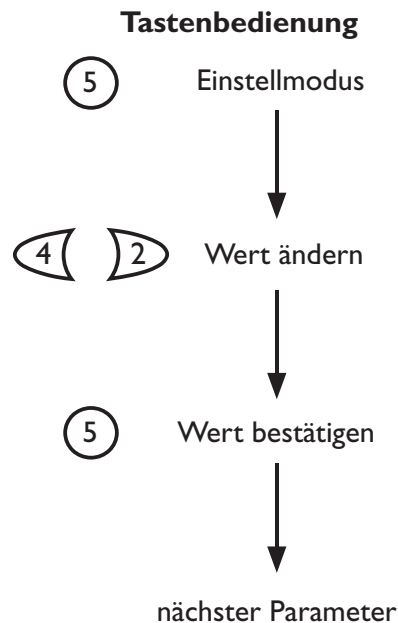 Tastenbedienung
5 Einstellmodus
4 2 Wert ändern
5 Wert bestätigen
nächster Parameter